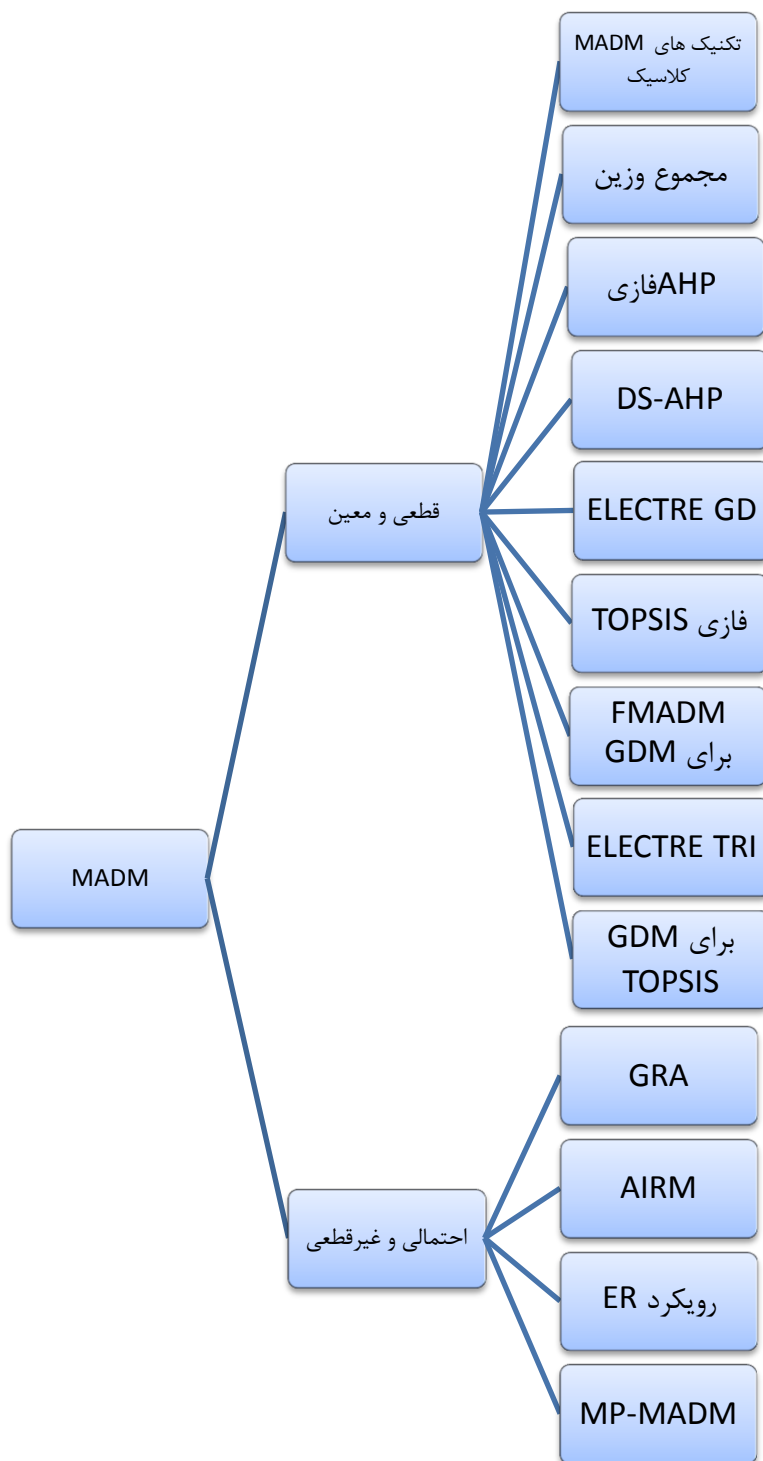 تکنیک های MADM
کلاسیک
مجموع وزین
AHPفازی
DS-AHP
ELECTRE GD
فازی TOPSIS
FMADM
برای GDM
ELECTRE TRI
برای GDM
TOPSIS
قطعی و معین
MADM
GRA
AIRM
رویکرد ER
MP-MADM
احتمالی و غیرقطعی